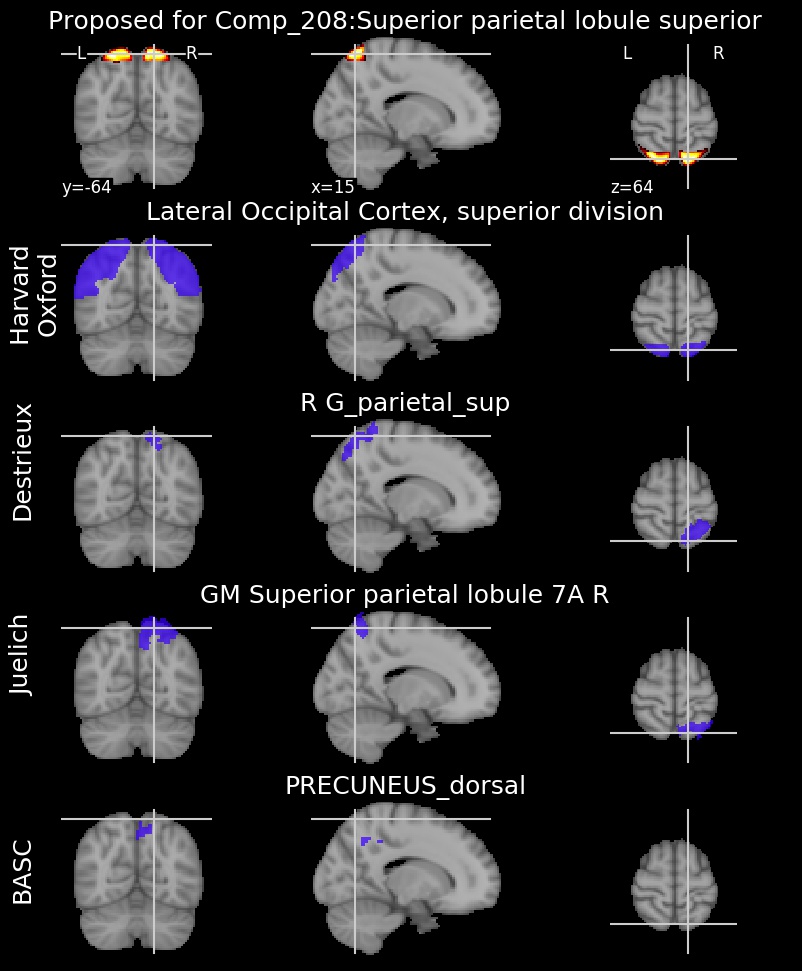 Proposed for Comp_208:Superior parietal lobule superior
L R L R
y=-64 x=15 z=64
Lateral Occipital Cortex, superior division
Harvard
Oxford
R G_parietal_sup
Destrieux
GM Superior parietal lobule 7A R
Juelich
PRECUNEUS_dorsal
BASC